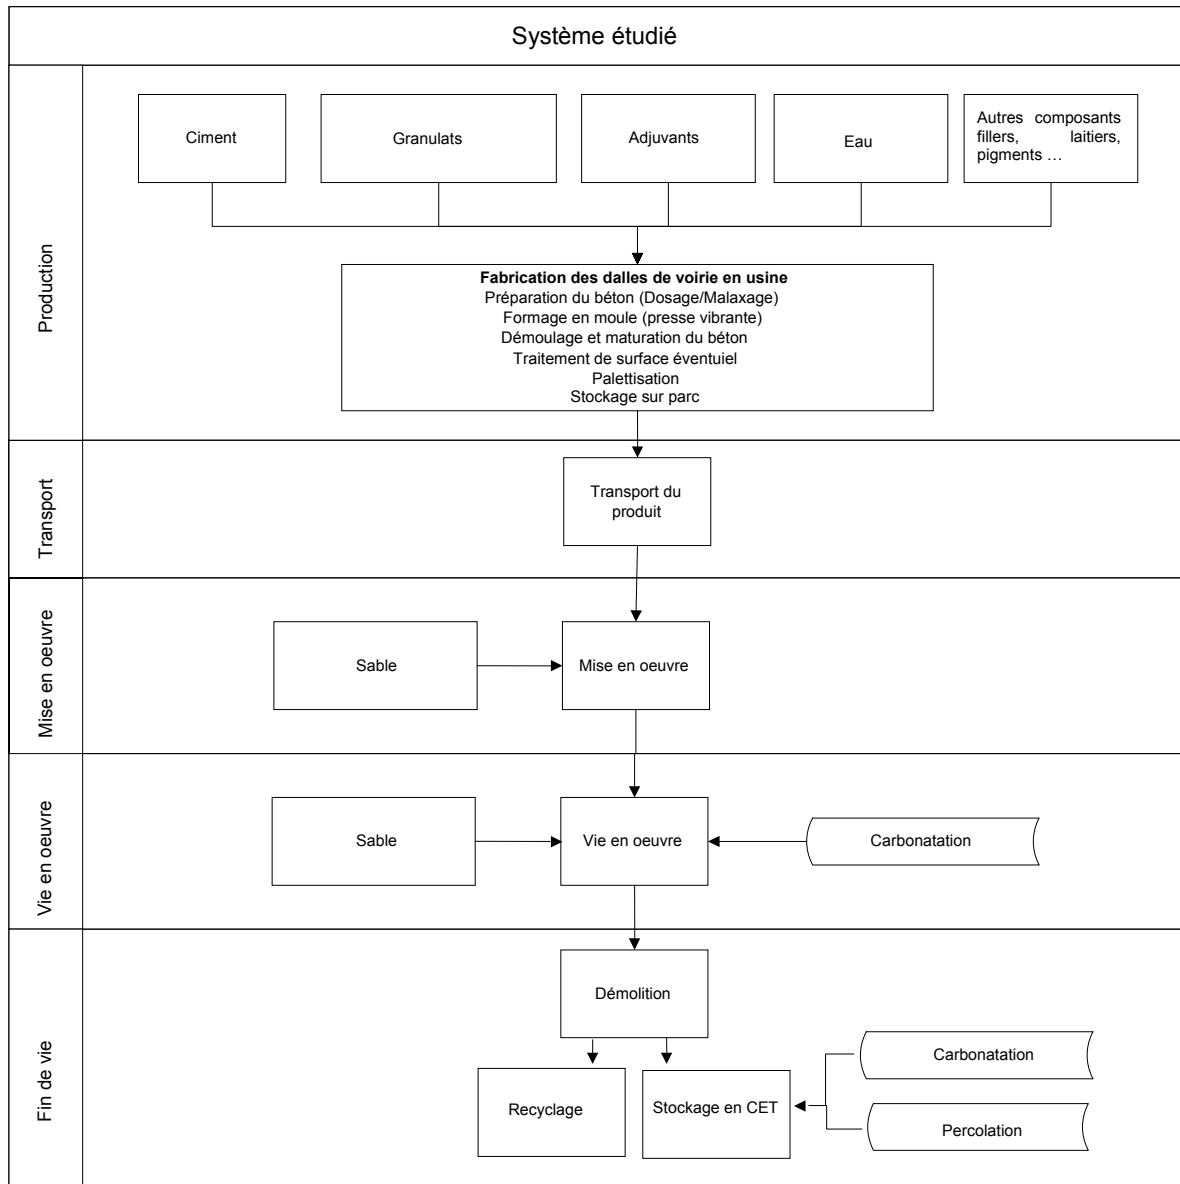 Système étudié
Production
Ciment
Granulats
Adjuvants
Eau
Autres composants
fillers, laitiers,
pigments …
Fabrication des dalles de voirie en usine
Préparation du béton (Dosage/Malaxage)
Formage en moule (presse vibrante)
Démoulage et maturation du béton
Traitement de surface éventuiel
Palettisation
Stockage sur parc
Transport
Transport du
produit
Mise en oeuvre
Sable
Mise en oeuvre
Vie en oeuvre
Sable
Vie en oeuvre
Carbonatation
Fin de vie
Démolition
Recyclage
Stockage en CET
Carbonatation
Percolation